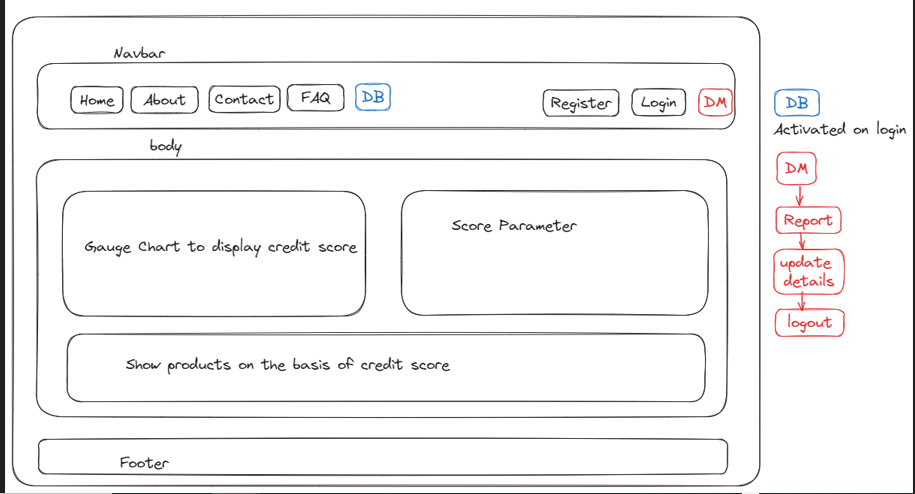 Navbar
Home About Contact FAQ DB Register Login DM
body
Gauge Chart to display credit score
Score Parameter
Show products on the basis of credit score
Footer
DB
Activated on login
DM
Report
update
details
logout